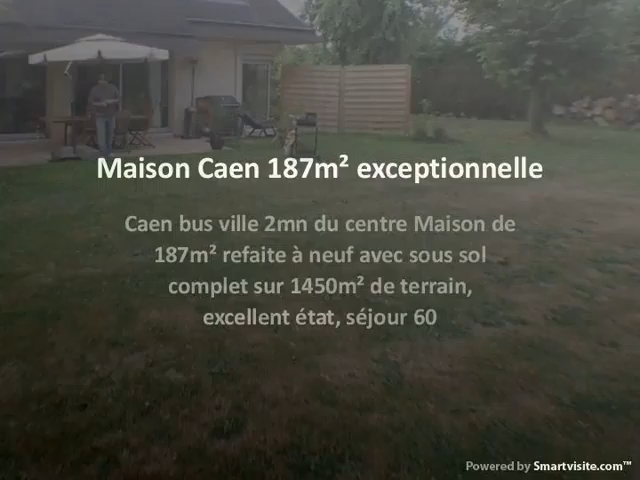 Maison Caen 187m² exceptionnelle
Caen bus ville 2mn du centre Maison de
187m² refaite à neuf avec sous sol
complet sur 1450m² de terrain,
excellent état, séjour 60
Powered by Smartvisite.com™